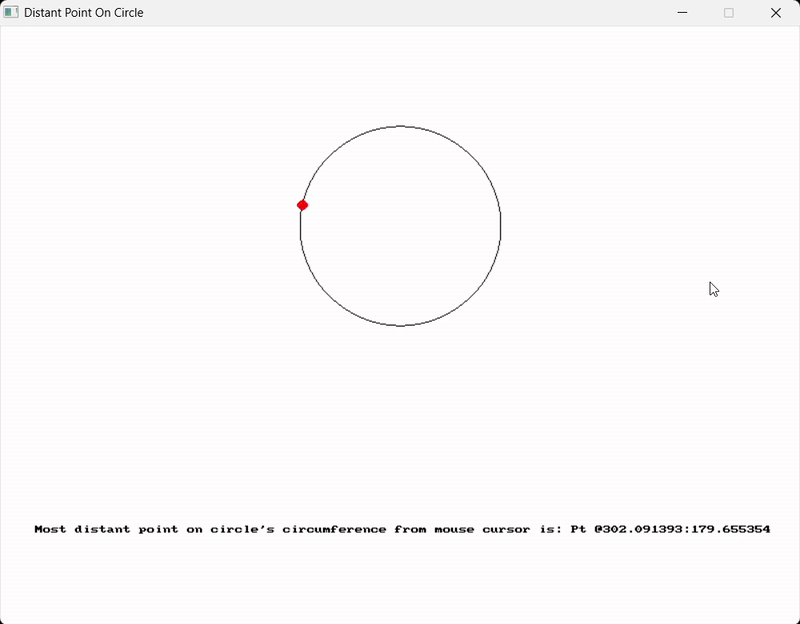 Distant Point On Circle
Most distant point on circle's circumference from mouse cursor is: Pt @302.091393:179.655354